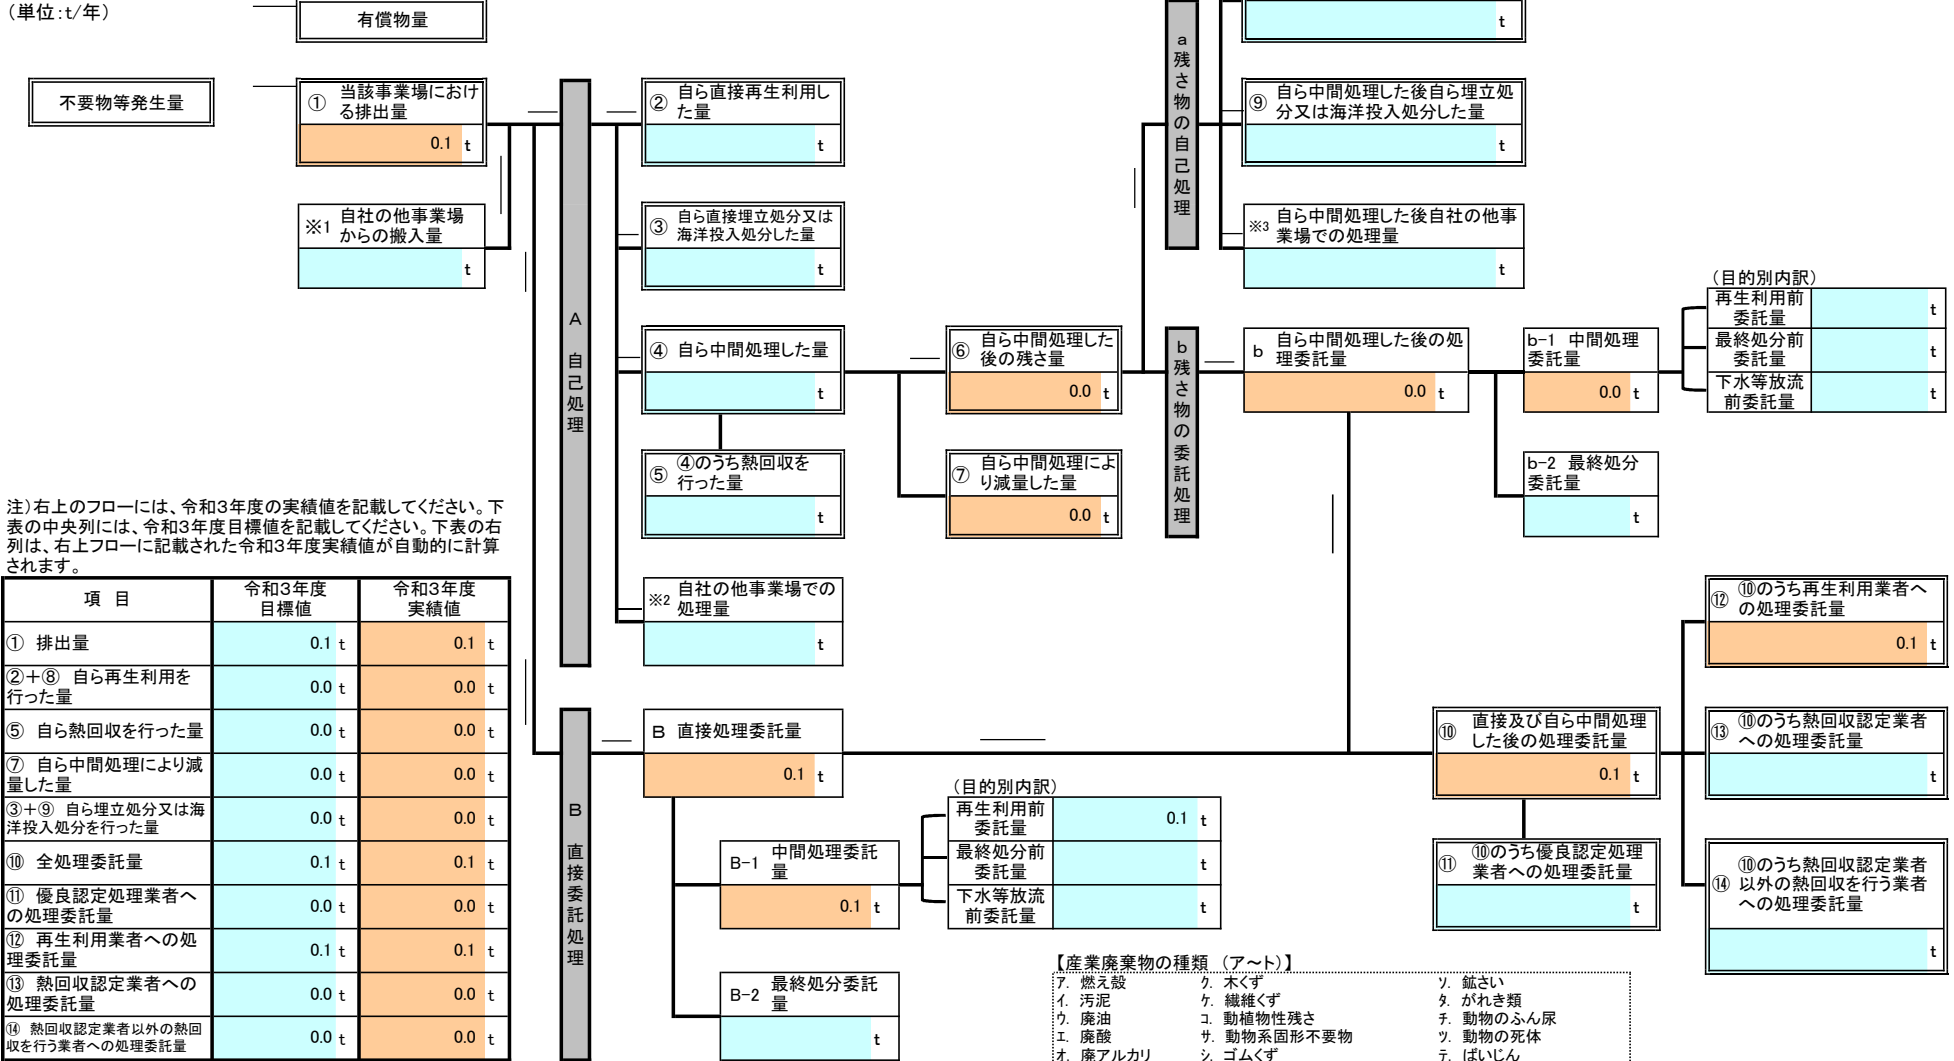 （単位：t/年）
有償物量
不要物等発生量
① 当該事業場におけ
る排出量
0.1 t
※1 自社の他事業場
からの搬入量
t
A
自己処理
② 自ら直接再生利用し
た量
t
③ 自ら直接埋立処分又は
海洋投入処分した量
t
④ 自ら中間処理した量
t
⑤ ④のうち熱回収を
行った量
t
※2 自社の他事業場での
処理量
t
⑥ 自ら中間処理した
後の残さ量
0.0 t
⑦ 自ら中間処理によ
り減量した量
0.0 t
a
残さ物の自己処理
t
⑨ 自ら中間処理した後自ら埋立処
分又は海洋投入処分した量
t
※3 自ら中間処理した後自社の他事
業場での処理量
t
b
残さ物の委託処理
b 自ら中間処理した後の処
理委託量
0.0 t
b-1 中間処理
委託量
0.0 t
（目的別内訳）
再生利用前
委託量
t
最終処分前
委託量
t
下水等放流
前委託量
t
b-2 最終処分
委託量
t
注）右上のフローには、令和3年度の実績値を記載してください。下
表の中央列には、令和3年度目標値を記載してください。下表の右
列は、右上フローに記載された令和3年度実績値が自動的に計算
されます。
項 目 令和3年度 目標値 令和3年度 実績値
① 排出量 0.1 t 0.1 t
②＋⑧ 自ら再生利用を
行った量 0.0 t 0.0 t
⑤ 自ら熱回収を行った量 0.0 t 0.0 t
⑦ 自ら中間処理により減
量した量 0.0 t 0.0 t
③＋⑨ 自ら埋立処分又は海
洋投入処分を行った量 0.0 t 0.0 t
⑩ 全処理委託量 0.1 t 0.1 t
⑪ 優良認定処理業者へ
の処理委託量 0.0 t 0.0 t
⑫ 再生利用業者への処
理委託量 0.1 t 0.1 t
⑬ 熱回収認定業者への
処理委託量 0.0 t 0.0 t
⑭ 熱回収認定業者以外の熱回
収を行う業者への処理委託量 0.0 t 0.0 t
B
直接委託処理
B 直接処理委託量
0.1 t
B-1 中間処理委託
量
0.1 t
（目的別内訳）
再生利用前
委託量
0.1 t
最終処分前
委託量
t
下水等放流
前委託量
t
B-2 最終処分委託
量
t
⑩ 直接及び自ら中間処理
した後の処理委託量
0.1 t
⑪ ⑩のうち優良認定処理
業者への処理委託量
t
⑫ ⑩のうち再生利用業者へ
の処理委託量
0.1 t
⑬ ⑩のうち熱回収認定業者
への処理委託量
t
⑭ ⑩のうち熱回収認定業者
以外の熱回収を行う業者
への処理委託量
t
【産業廃棄物の種類 （ア～ト）】
ア. 燃え殻 ク. 木くず ソ. 鉱さい
イ. 汚泥 ケ. 繊維くず タ. がれき類
ウ. 廃油 コ. 動植物性残さ チ. 動物のふん尿
エ. 廃酸 サ. 動物系固形不要物 ツ. 動物の死体
オ. 廃アルカリ シ. ゴムくず テ. ばいじん